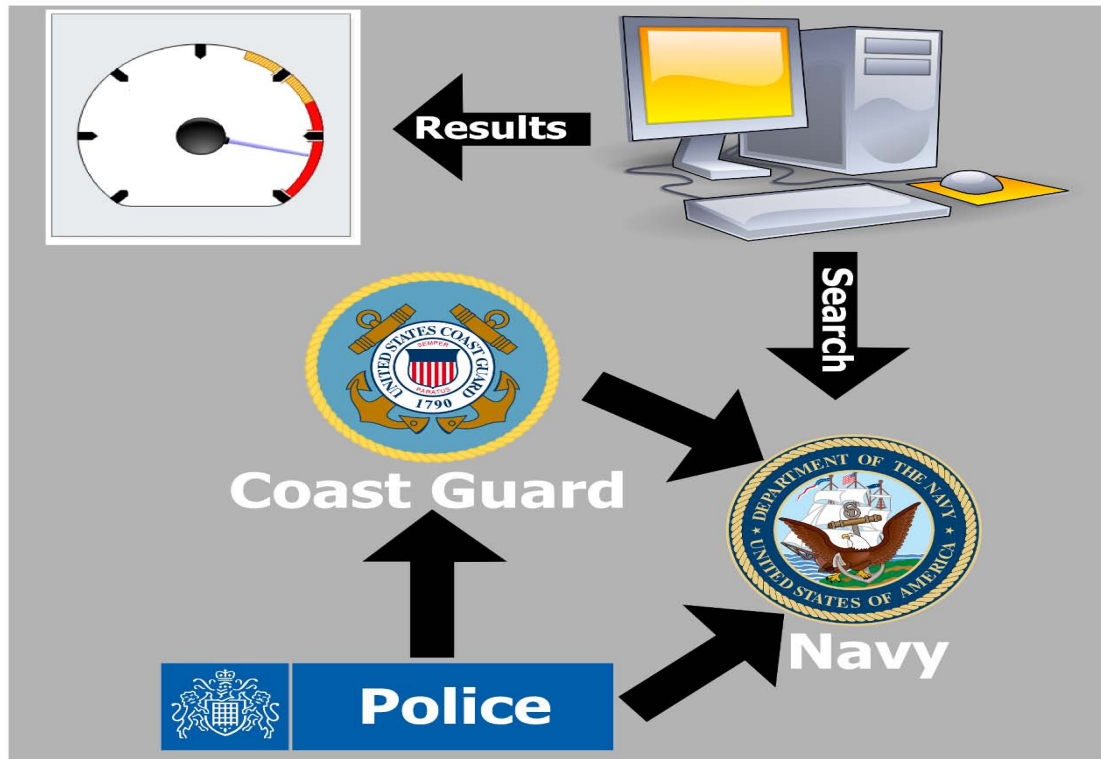 Results
Search
UNITED STATES COAST GUARD
SEMPER
PARATUS
1790
Coast Guard
DEPARTMENT OF THE NAVY
UNITED STATES OF AMERICA
Navy
Police